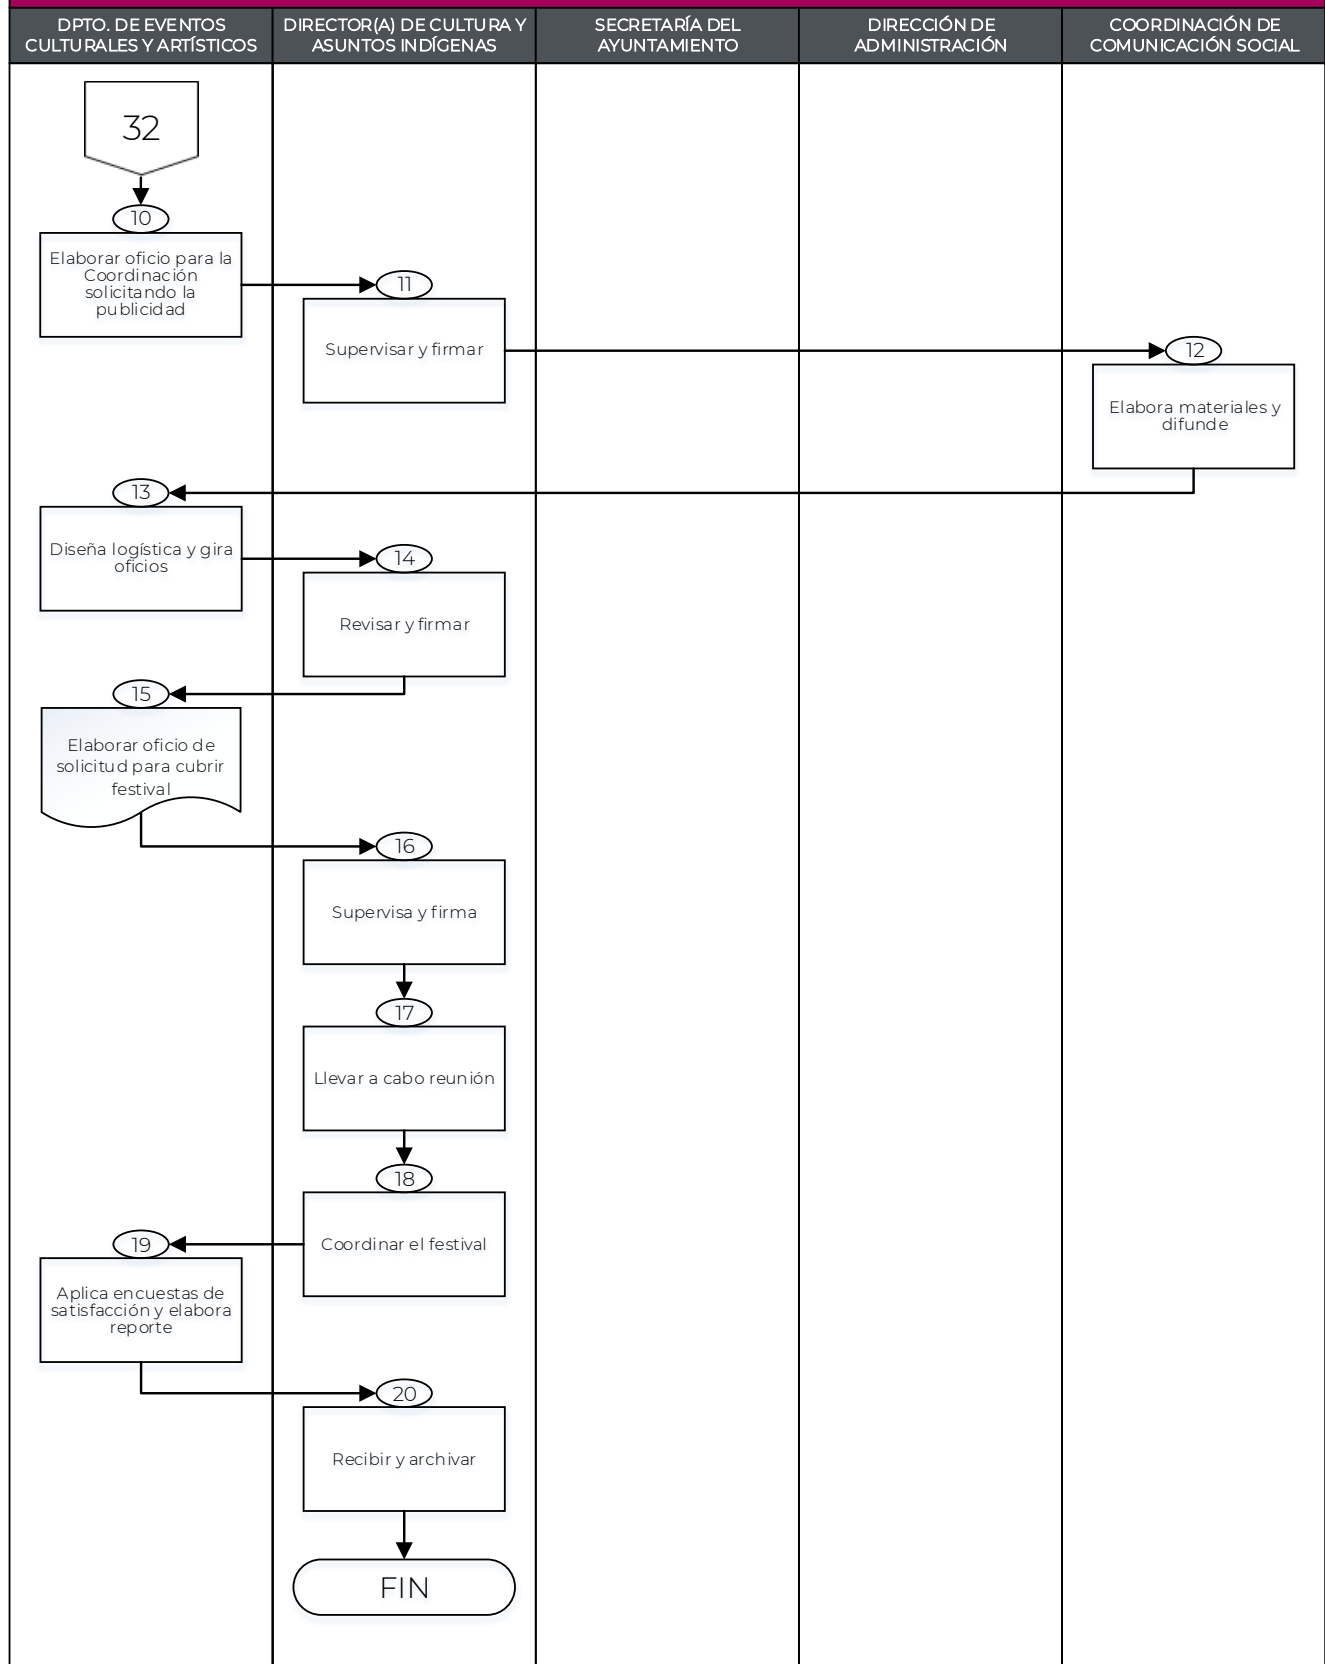 DPTO. DE EVENTOS
CULTURALES Y ARTÍSTICOS
DIRECTOR(A) DE CULTURA Y
ASUNTOS INDÍGENAS
SECRETARÍA DEL
AYUNTAMIENTO
DIRECCIÓN DE
ADMINISTRACIÓN
COORDINACIÓN DE
COMUNICACIÓN SOCIAL
32
10
Elaborar oficio para la
Coordinación
solicitando la
publicidad
11
Supervisar y firmar
12
Elabora materiales y
difunde
13
Diseña logística y gira
oficios
14
Revisar y firmar
15
Elaborar oficio de
solicitud para cubrir
festival
16
Supervisa y firma
17
Llevar a cabo reunión
18
Coordinar el festival
19
Aplica encuestas de
satisfacción y elabora
reporte
20
Recibir y archivar
FIN